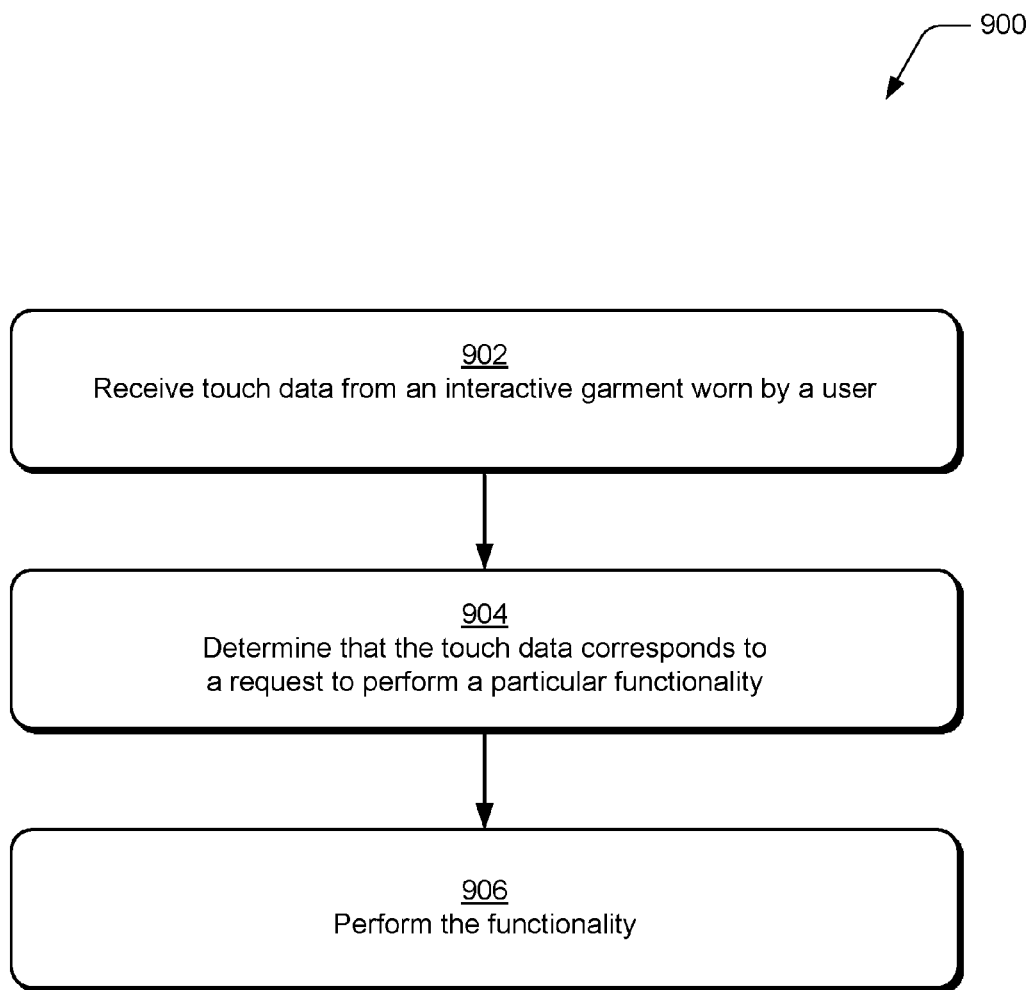 900
902
Receive touch data from an interactive garment worn by a user
904
Determine that the touch data corresponds to
a request to perform a particular functionality
906
Perform the functionality